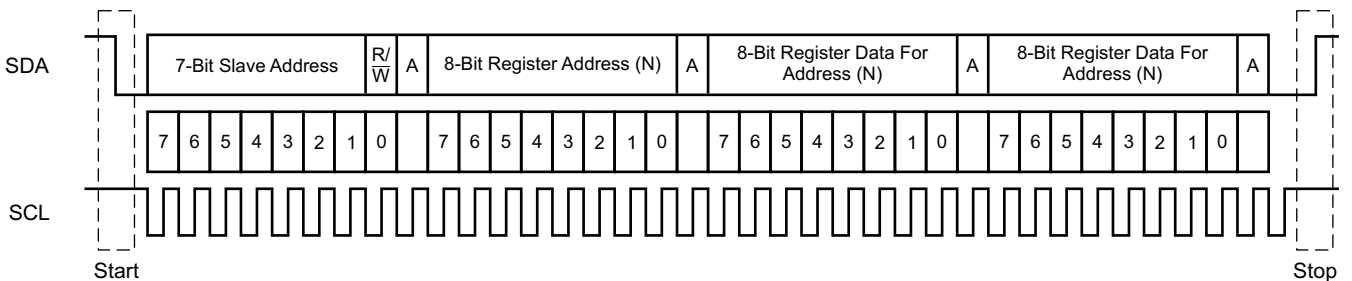 SDA
7-Bit Slave Address
R/
W
A
8-Bit Register Address (N)
A
8-Bit Register Data For
Address (N)
A
8-Bit Register Data For
Address (N)
A
7 6 5 4 3 2 1 0 7 6 5 4 3 2 1 0 7 6 5 4 3 2 1 0 7 6 5 4 3 2 1 0
SCL
Start
Stop